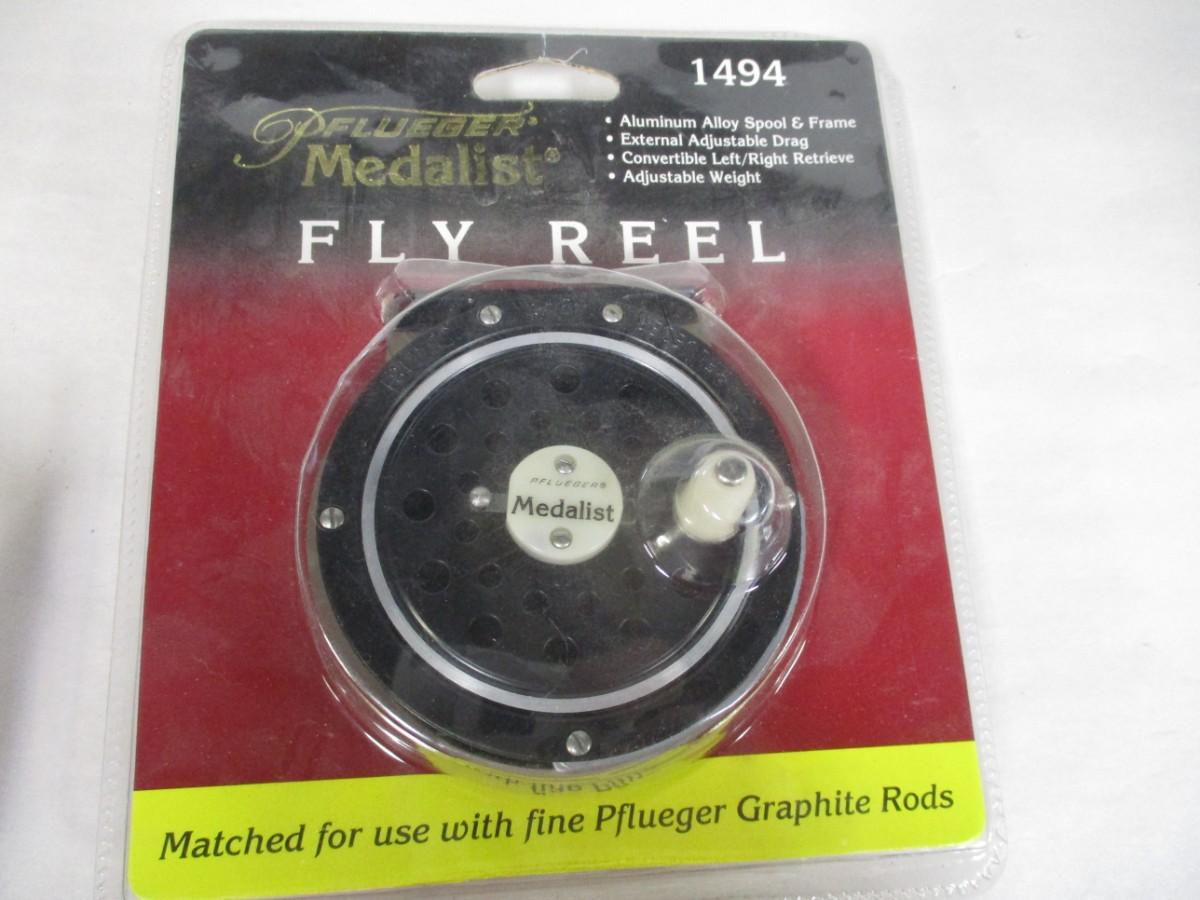 1494
PFLUEGER®
Medalist®
• Aluminum Alloy Spool & Frame
• External Adjustable Drag
• Convertible Left/Right Retrieve
• Adjustable Weight
FLY REEL
PFLUEGER®
Medalist
Matched for use with fine Pflueger Graphite Rods